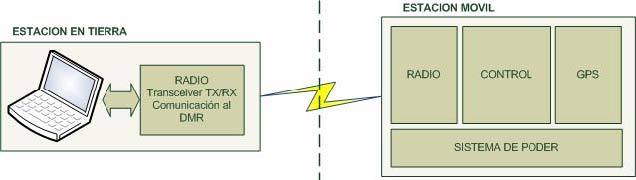 ESTACION EN TIERRA
RADIO
Transceiver TX/RX
Comunicación al
DMR
ESTACION MOVIL
RADIO
CONTROL
GPS
SISTEMA DE PODER